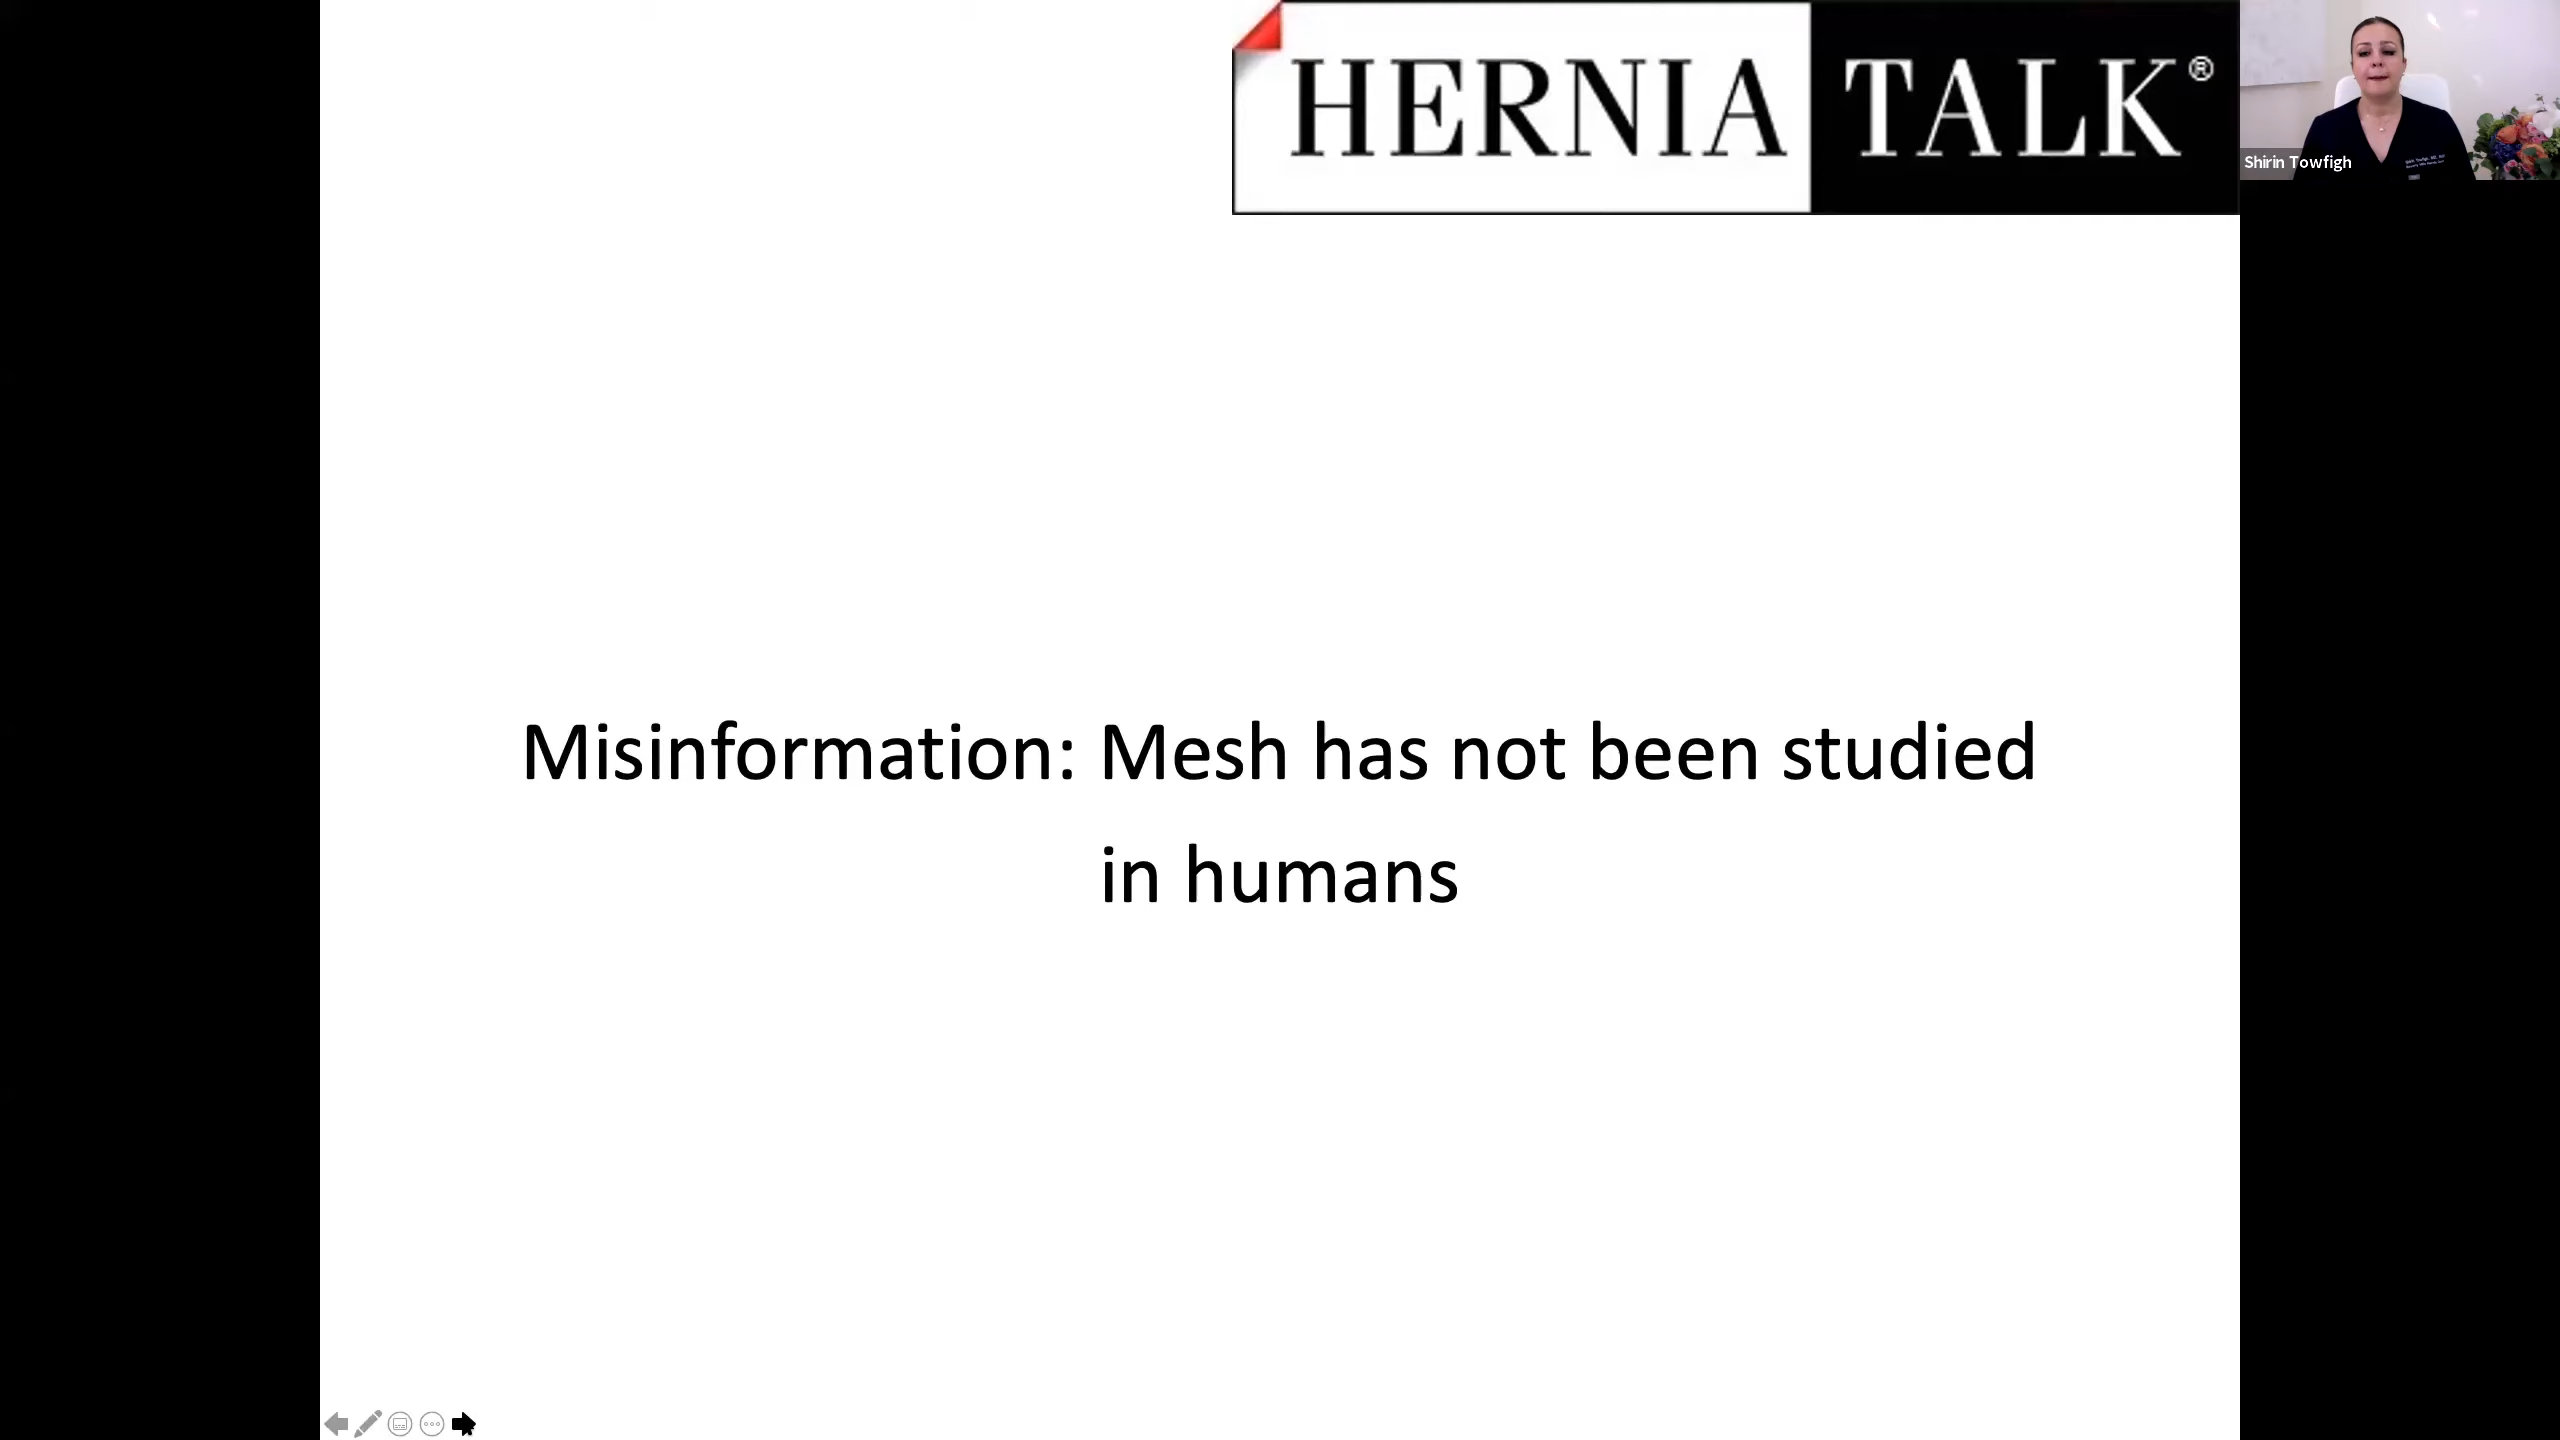 HERNIA TALK®
Shirin Towfigh
Misinformation: Mesh has not been studied
in humans